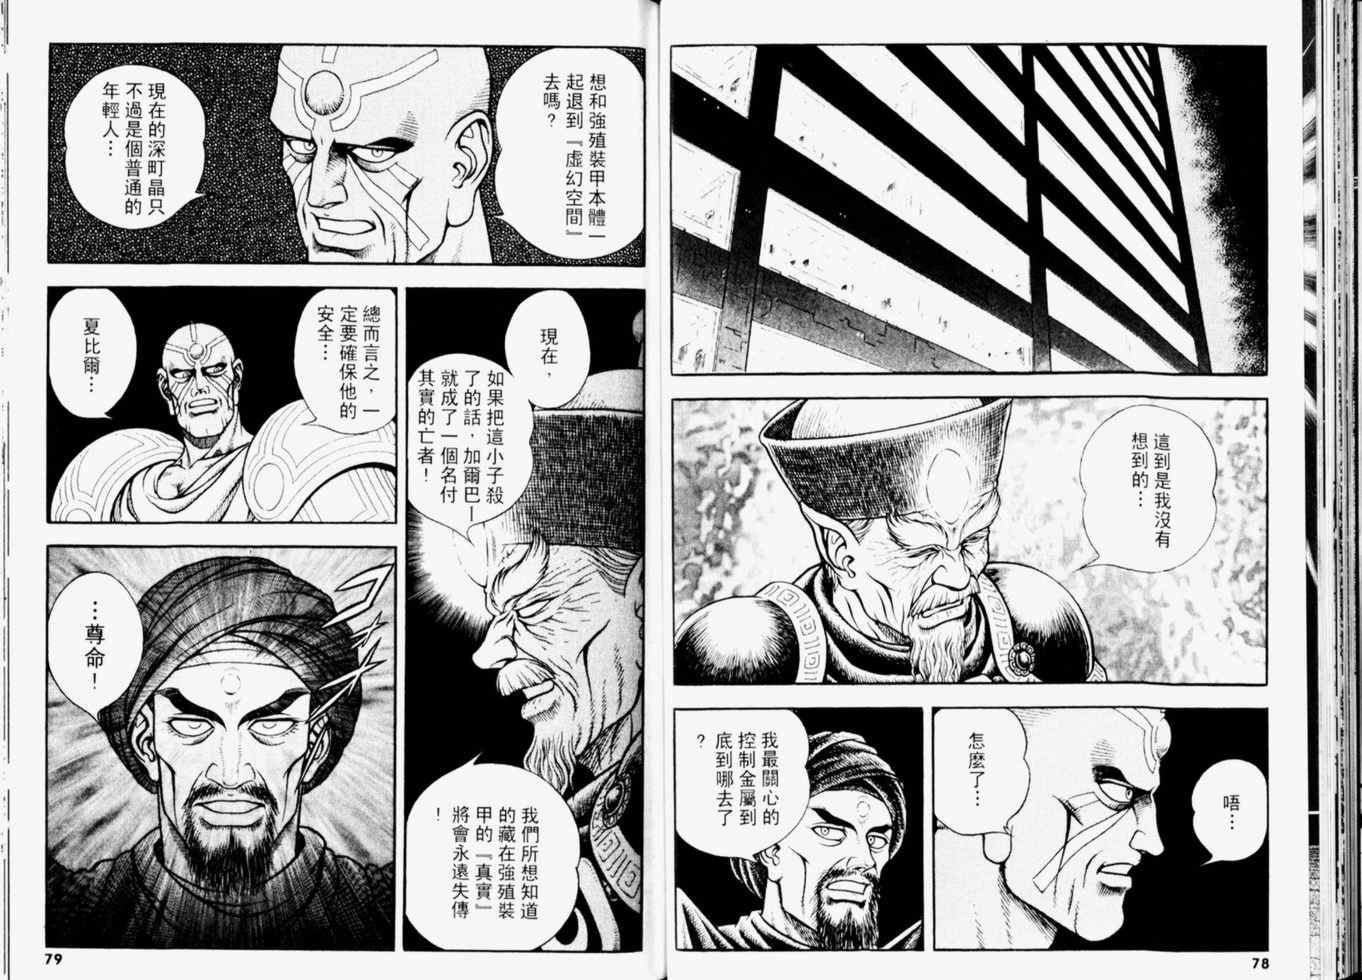 這到是我沒有
想到的…
唔…
怎麼了…
我最關心的
控制金屬到
底到哪去了
？
78
想和強殖裝甲本體一
起退到『虛幻空間』
去嗎？
現在的深町晶只
不過是個普通的
年輕人…
現在，
如果把這小子殺
了的話，加爾巴－
就成了一個名付
其實的亡者！
我們所想知道
的藏在強殖裝
甲的『真實』
將會永遠失傳
！
總而言之，一
定要確保他的
安全…
夏比爾…
…尊命！
79